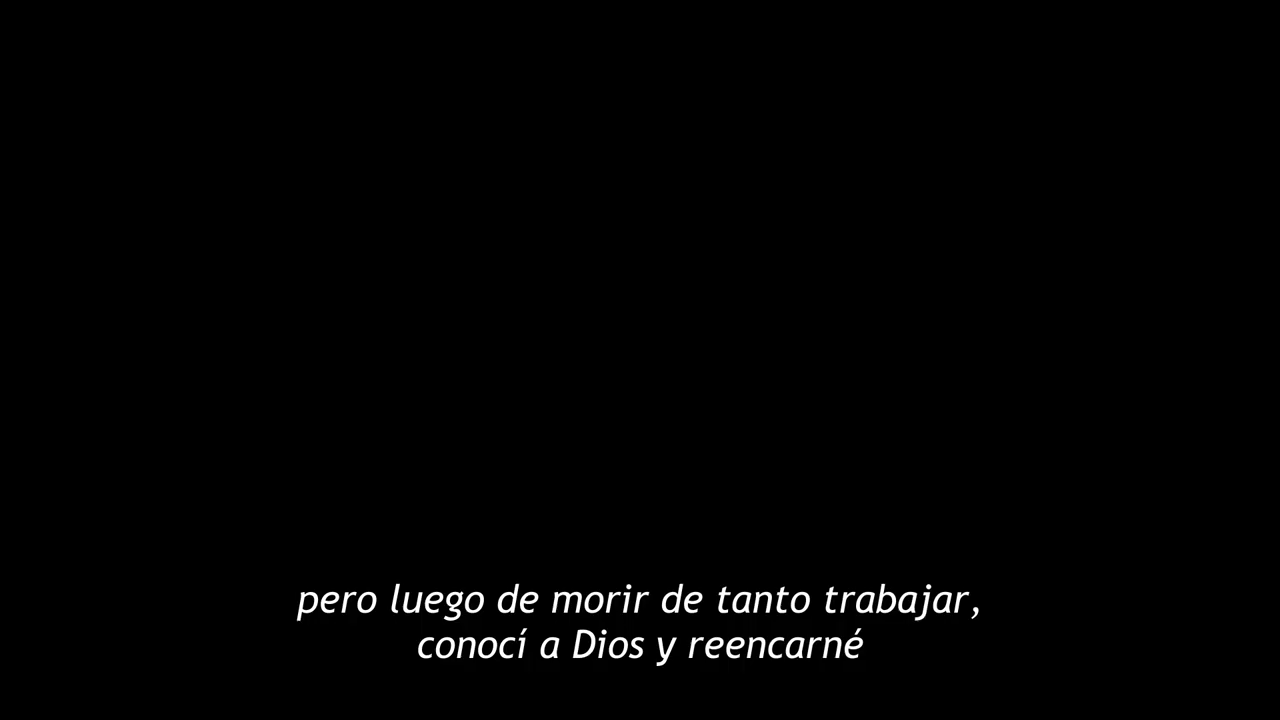 pero luego de morir de tanto trabajar,
conocí a Dios y reencarné